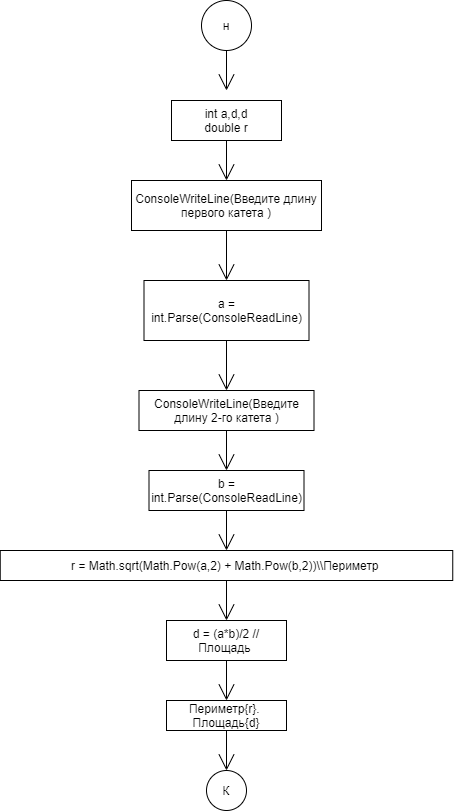 н
int a,d,d
double r
ConsoleWriteLine(Введите длину
первого катета )
a =
int.Parse(ConsoleReadLine)
ConsoleWriteLine(Введите
длину 2-го катета )
b =
int.Parse(ConsoleReadLine)
r = Math.sqrt(Math.Pow(a,2) + Math.Pow(b,2))\\Периметр
d = (a*b)/2 //
Площадь
Периметр{r}.
Площадь{d}
К